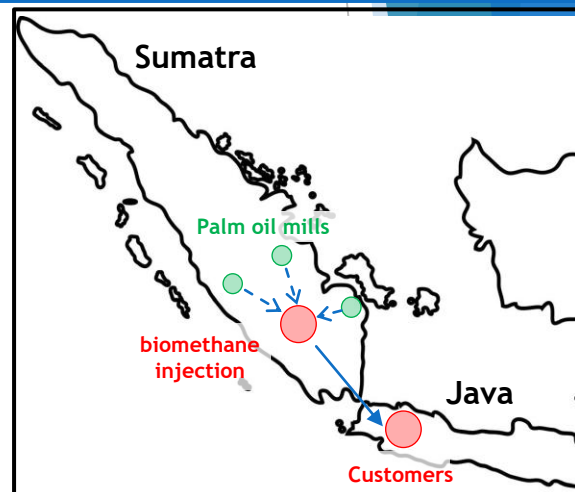 Sumatra
Palm oil mills
biomethane
injection
Java
Customers